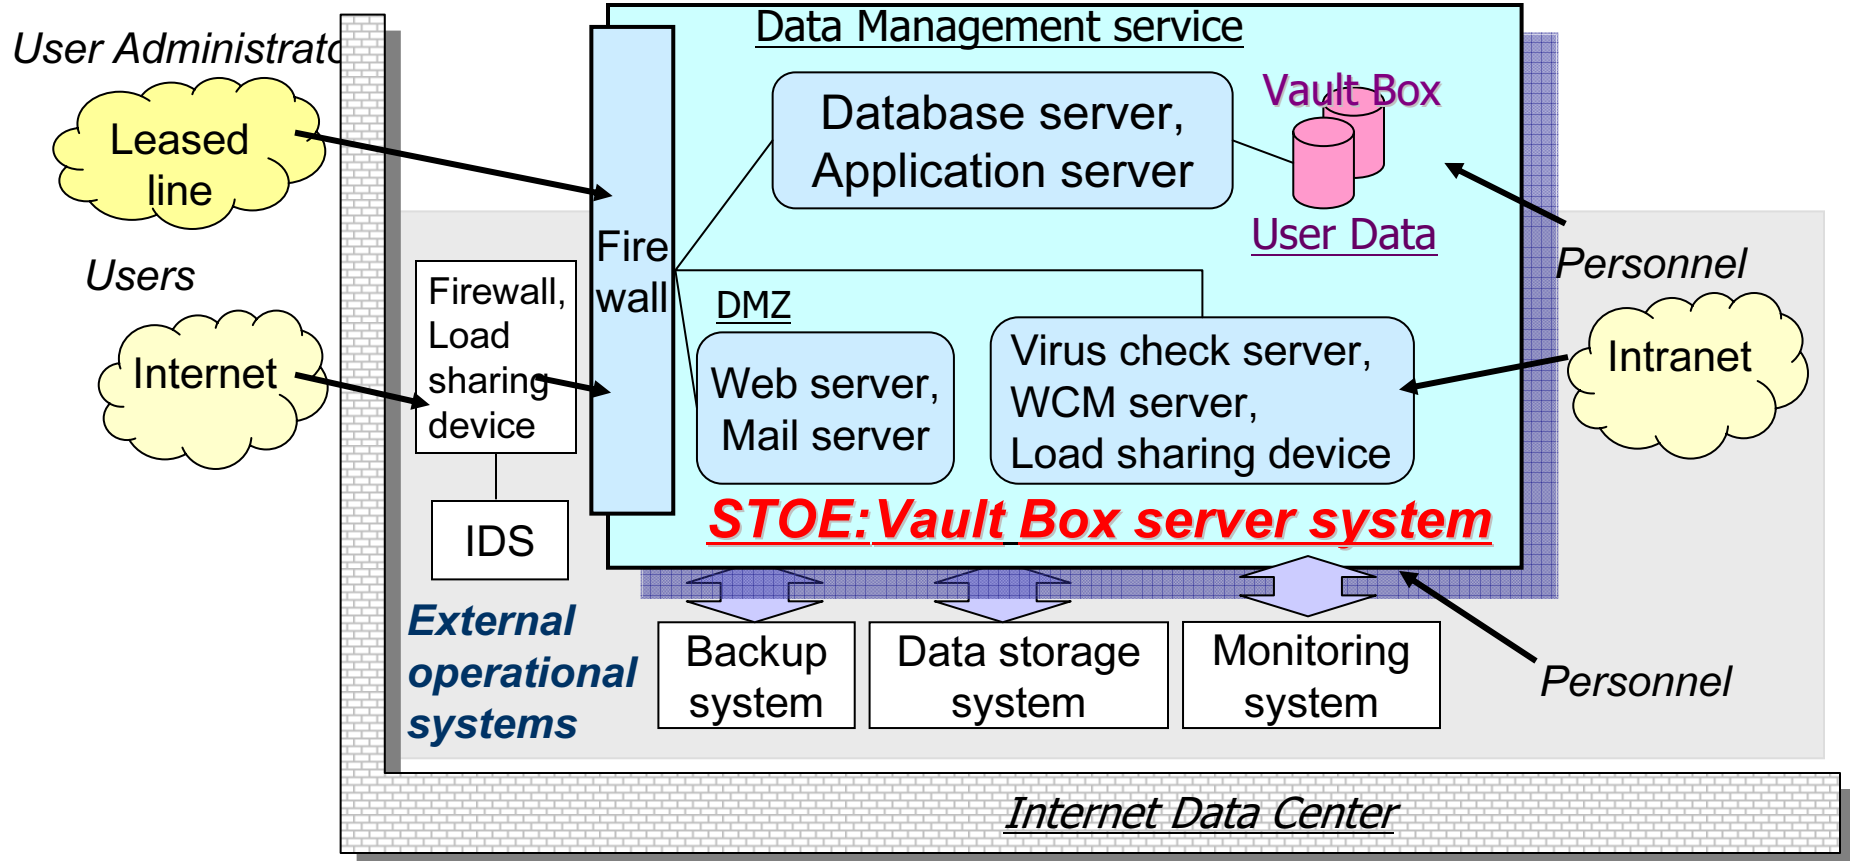 Data Management service
User Administrato
Leased
line
Database server,
Application server
Vault Box
User Data
Fire
wall
Users
Internet
Firewall,
Load
sharing
device
IDS
DMZ
Web server,
Mail server
Virus check server,
WCM server,
Load sharing device
Personnel
Intranet
STOE: Vault Box server system
External
operational
systems
Backup
system
Data storage
system
Monitoring
system
Personnel
Internet Data Center